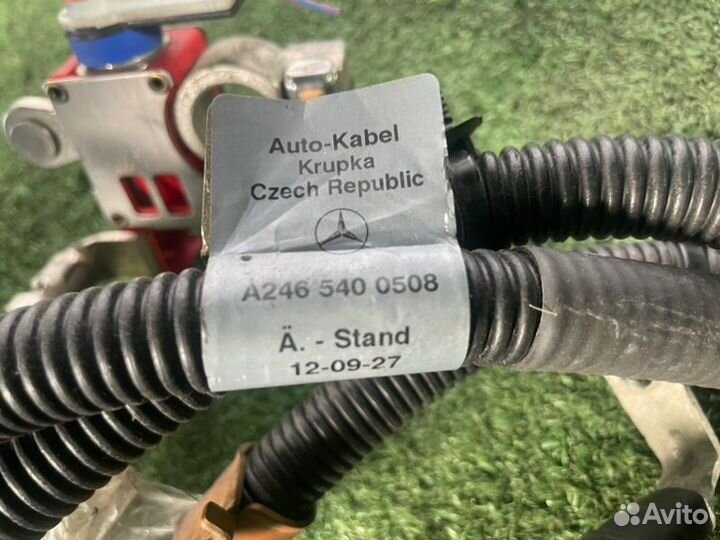 Auto-Kabel
Krupka
Czech Republic
A246 540 0508
Ä. - Stand
12-09-27
Avito